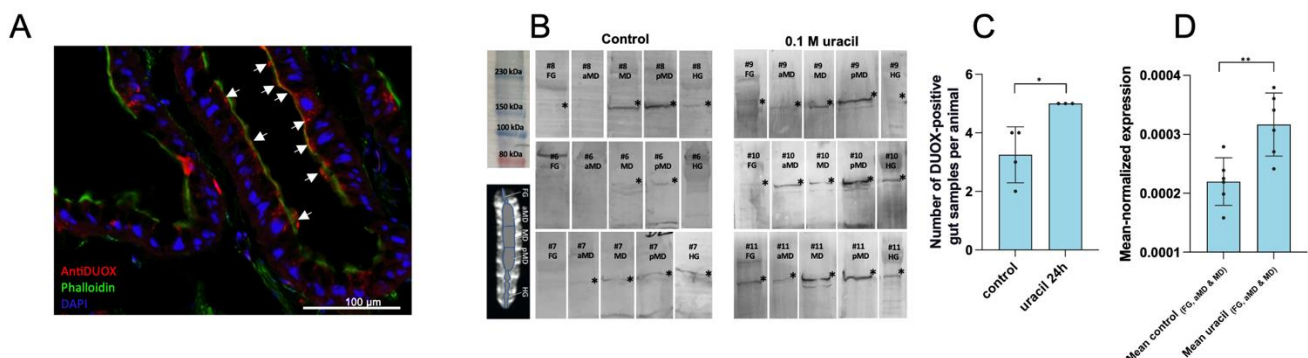 A
AntiDUOX
Phalloidin
DAPI
100 µm
B
Control
0.1 M uracil
230 kDa
150 kDa
100 kDa
80 kDa
FG
aMD
MD
pMD
HG
#8 FG
#8 aMD
#8 MD
#8 pMD
#8 HG
#9 FG
#9 aMD
#9 MD
#9 pMD
#9 HG
#6 FG
#6 aMD
#6 MD
#6 pMD
#6 HG
#10 FG
#10 aMD
#10 MD
#10 pMD
#10 HG
#7 FG
#7 aMD
#7 MD
#7 pMD
#7 HG
#11 FG
#11 aMD
#11 MD
#11 pMD
#11 HG
C
Number of DUOX-positive
gut samples per animal
6
4
2
0
*
control
uracil 24h
D
Mean-normalized expression
0.0004
0.0003
0.0002
0.0001
**
Mean control (FG, aMD & MD)
Mean uracil (FG, aMD & MD)